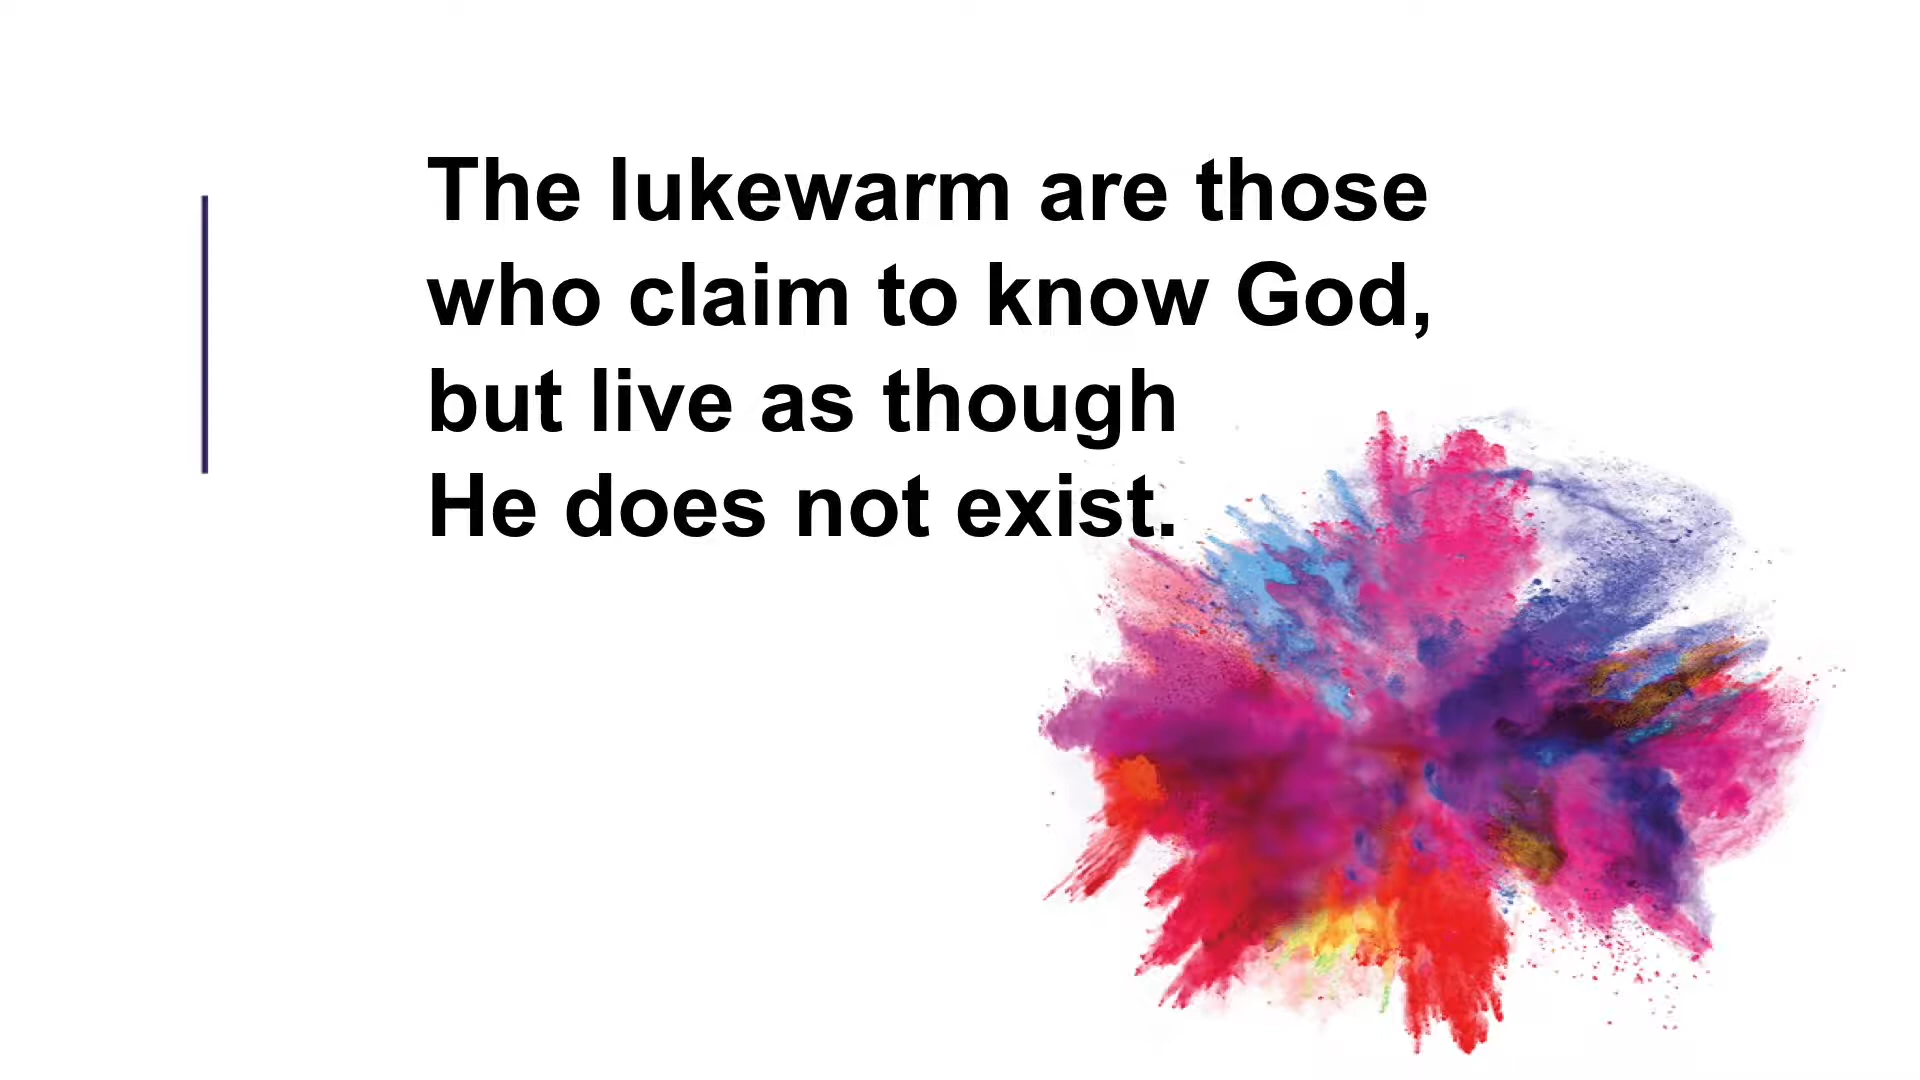 The lukewarm are those
who claim to know God,
but live as though
He does not exist.